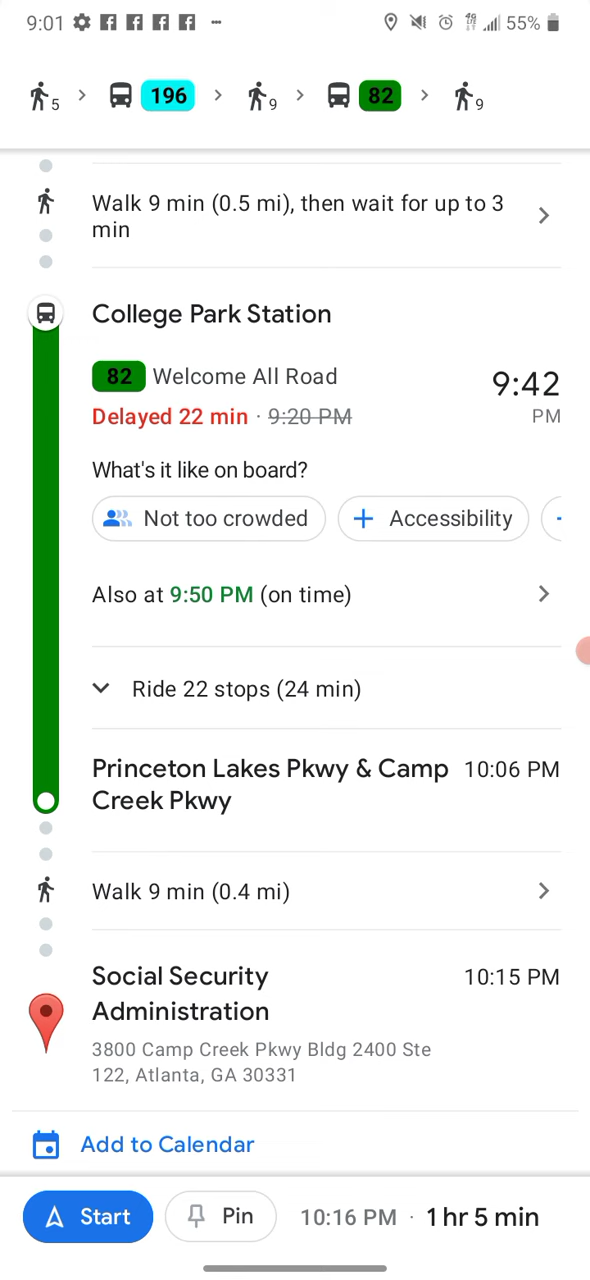 9:01 55%
5 196 9 82 9
Walk 9 min (0.5 mi), then wait for up to 3
min
College Park Station
82 Welcome All Road 9:42
Delayed 22 min · 9:20 PM PM
What's it like on board?
Not too crowded Accessibility
Also at 9:50 PM (on time)
Ride 22 stops (24 min)
Princeton Lakes Pkwy & Camp 10:06 PM
Creek Pkwy
Walk 9 min (0.4 mi)
Social Security 10:15 PM
Administration
3800 Camp Creek Pkwy Bldg 2400 Ste
122, Atlanta, GA 30331
Add to Calendar
Start Pin 10:16 PM · 1 hr 5 min